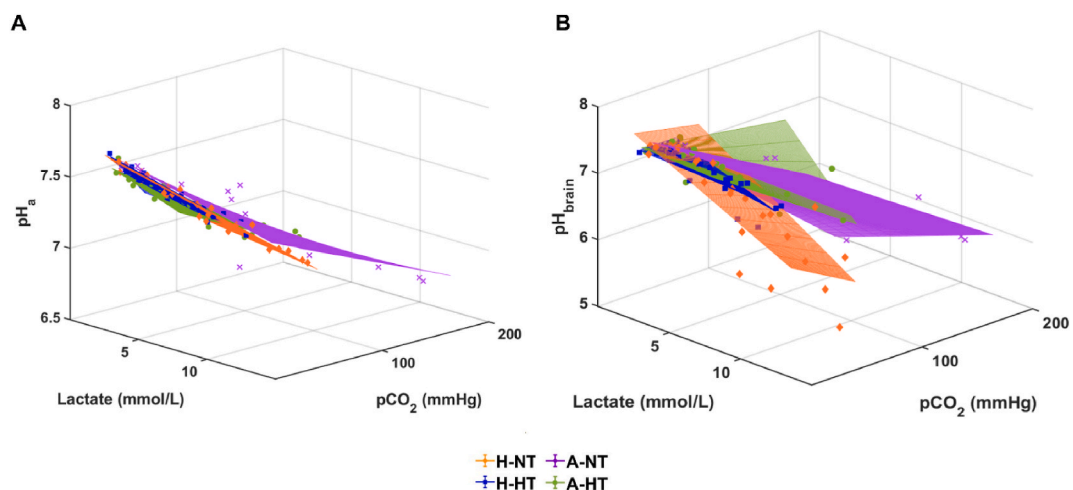 A
8
7.5
7
6.5
pHa
5
10
Lactate (mmol/L)
100
200
pCO2 (mmHg)
B
8
7
6
5
pHbrain
5
10
Lactate (mmol/L)
100
200
pCO2 (mmHg)
H-NT A-NT
H-HT A-HT